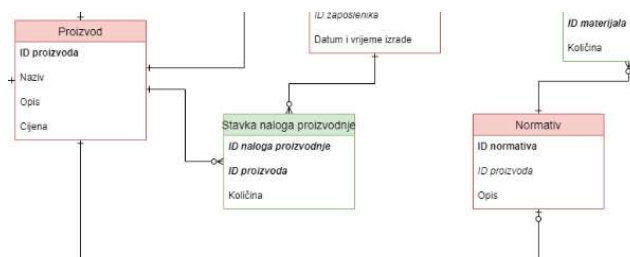 Proizvod
ID proizvoda
Naziv
Opis
Cijena
ID zaposlenika
Datum i vrijeme izrade
Stavka naloga proizvodnje
ID naloga proizvodnje
ID proizvoda
Količina
ID materijala
Količina
Normativ
ID normativa
ID proizvoda
Opis